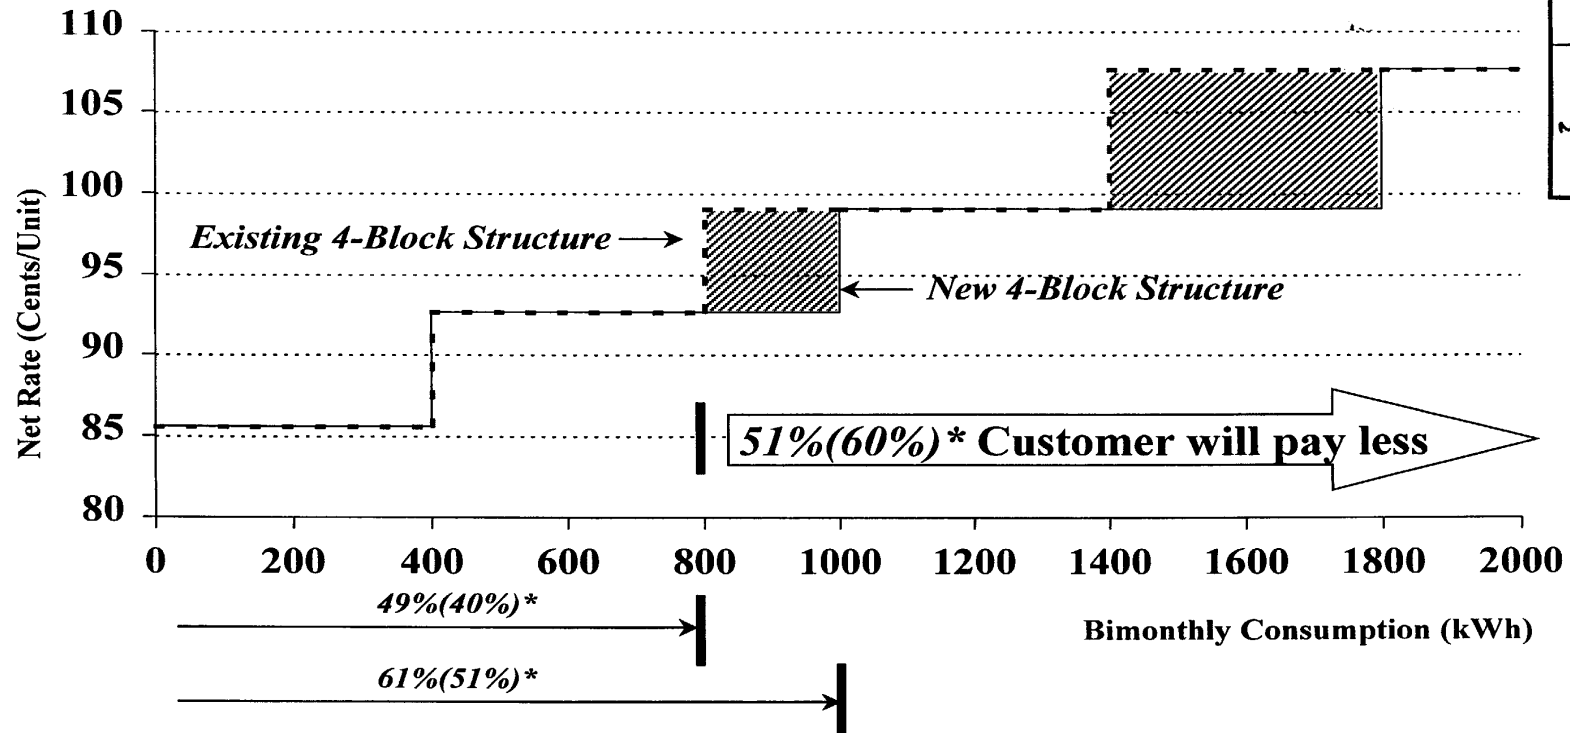 110
105
100
95
90
85
80
Net Rate (Cents/Unit)
Existing 4-Block Structure
New 4-Block Structure
51%(60%)* Customer will pay less
0 200 400 600 800 1000 1200 1400 1600 1800 2000
49%(40%)*
Bimonthly Consumption (kWh)
61%(51%)*